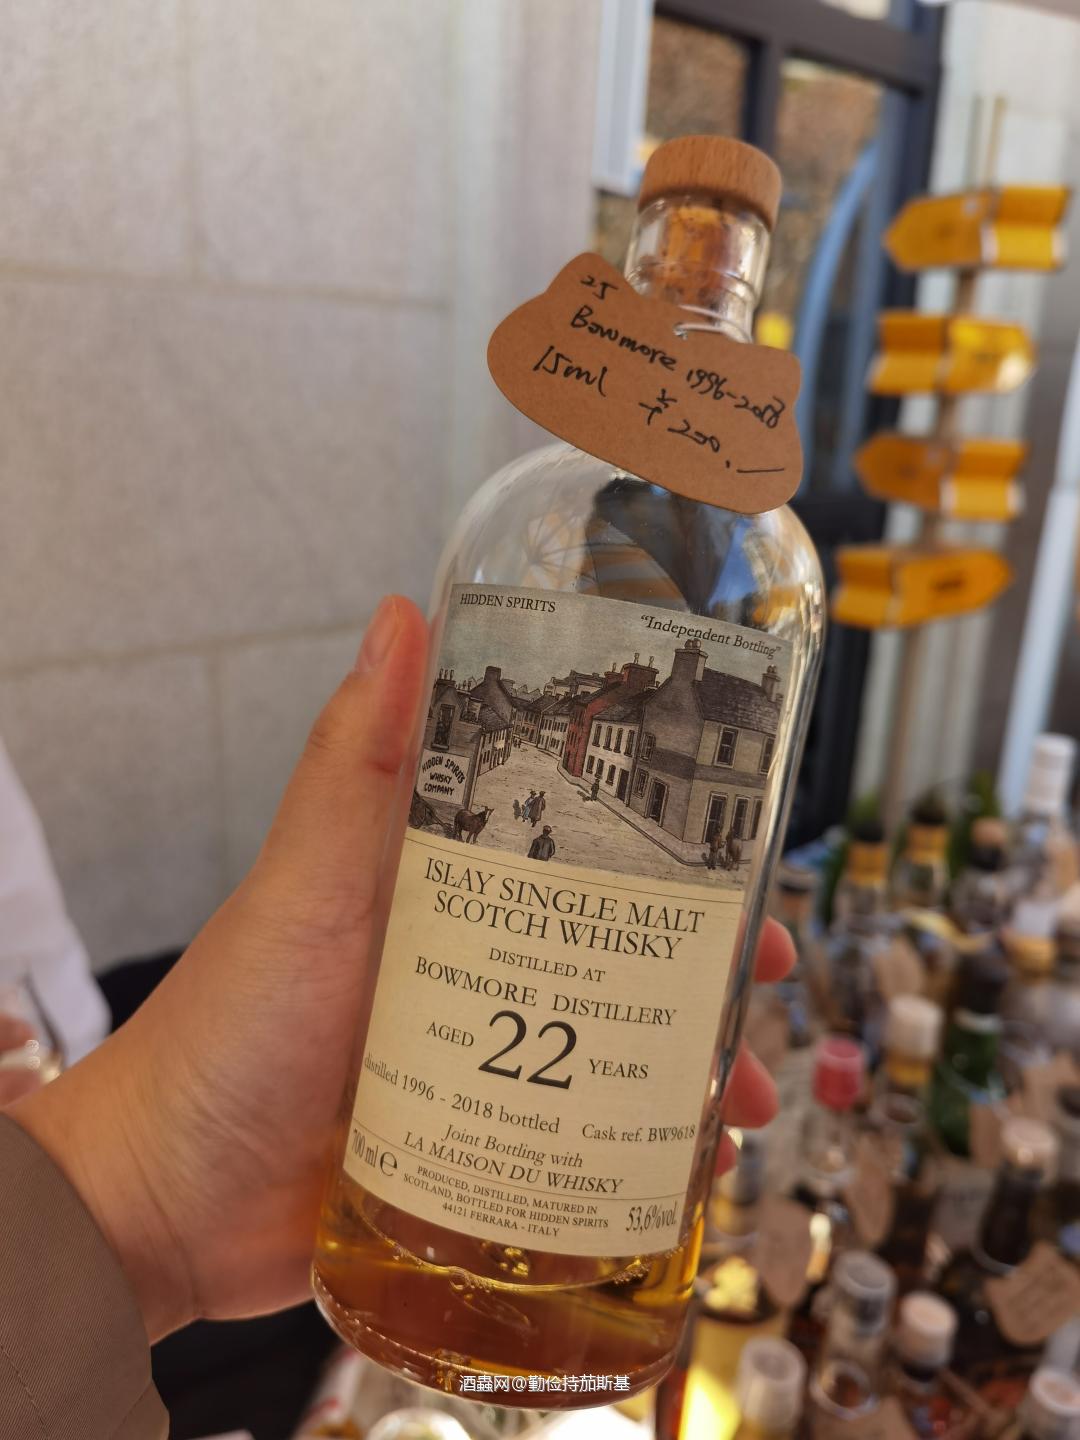 25
Bowmore 1996-2018
15ml ¥ 200.—
HIDDEN SPIRITS
“Independent Bottling”
HIDDEN SPIRITS
WHISKY
COMPANY
ISLAY SINGLE MALT
SCOTCH WHISKY
DISTILLED AT
BOWMORE DISTILLERY
AGED 22 YEARS
distilled 1996 - 2018 bottled
Cask ref. BW9618
Joint Bottling with
LA MAISON DU WHISKY
700 ml e
PRODUCED, DISTILLED, MATURED IN
SCOTLAND, BOTTLED FOR HIDDEN SPIRITS
44121 FERRARA - ITALY
53,6%vol.
酒蟲网@勤俭持茄斯基